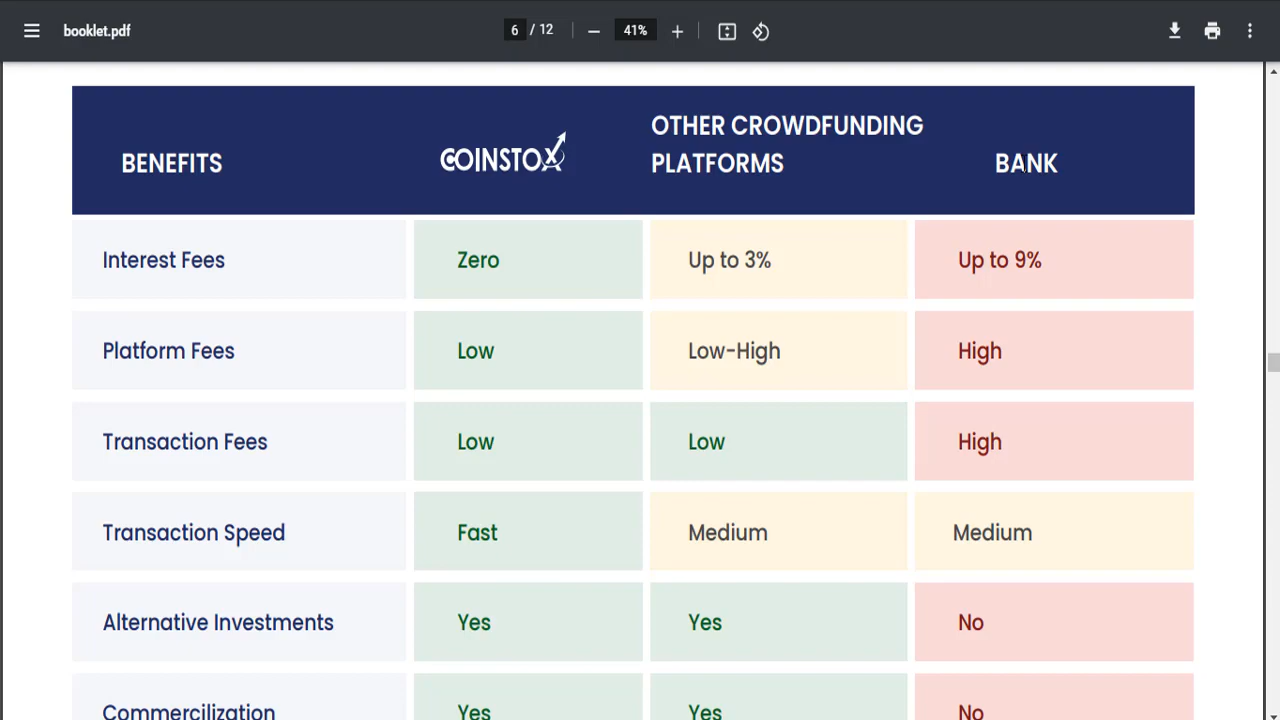 booklet.pdf 6 / 12 41%
OTHER CROWDFUNDING
BENEFITS COINSTOX PLATFORMS BANK
Interest Fees Zero Up to 3% Up to 9%
Platform Fees Low Low-High High
Transaction Fees Low Low High
Transaction Speed Fast Medium Medium
Alternative Investments Yes Yes No
Commercilization Yes Yes No